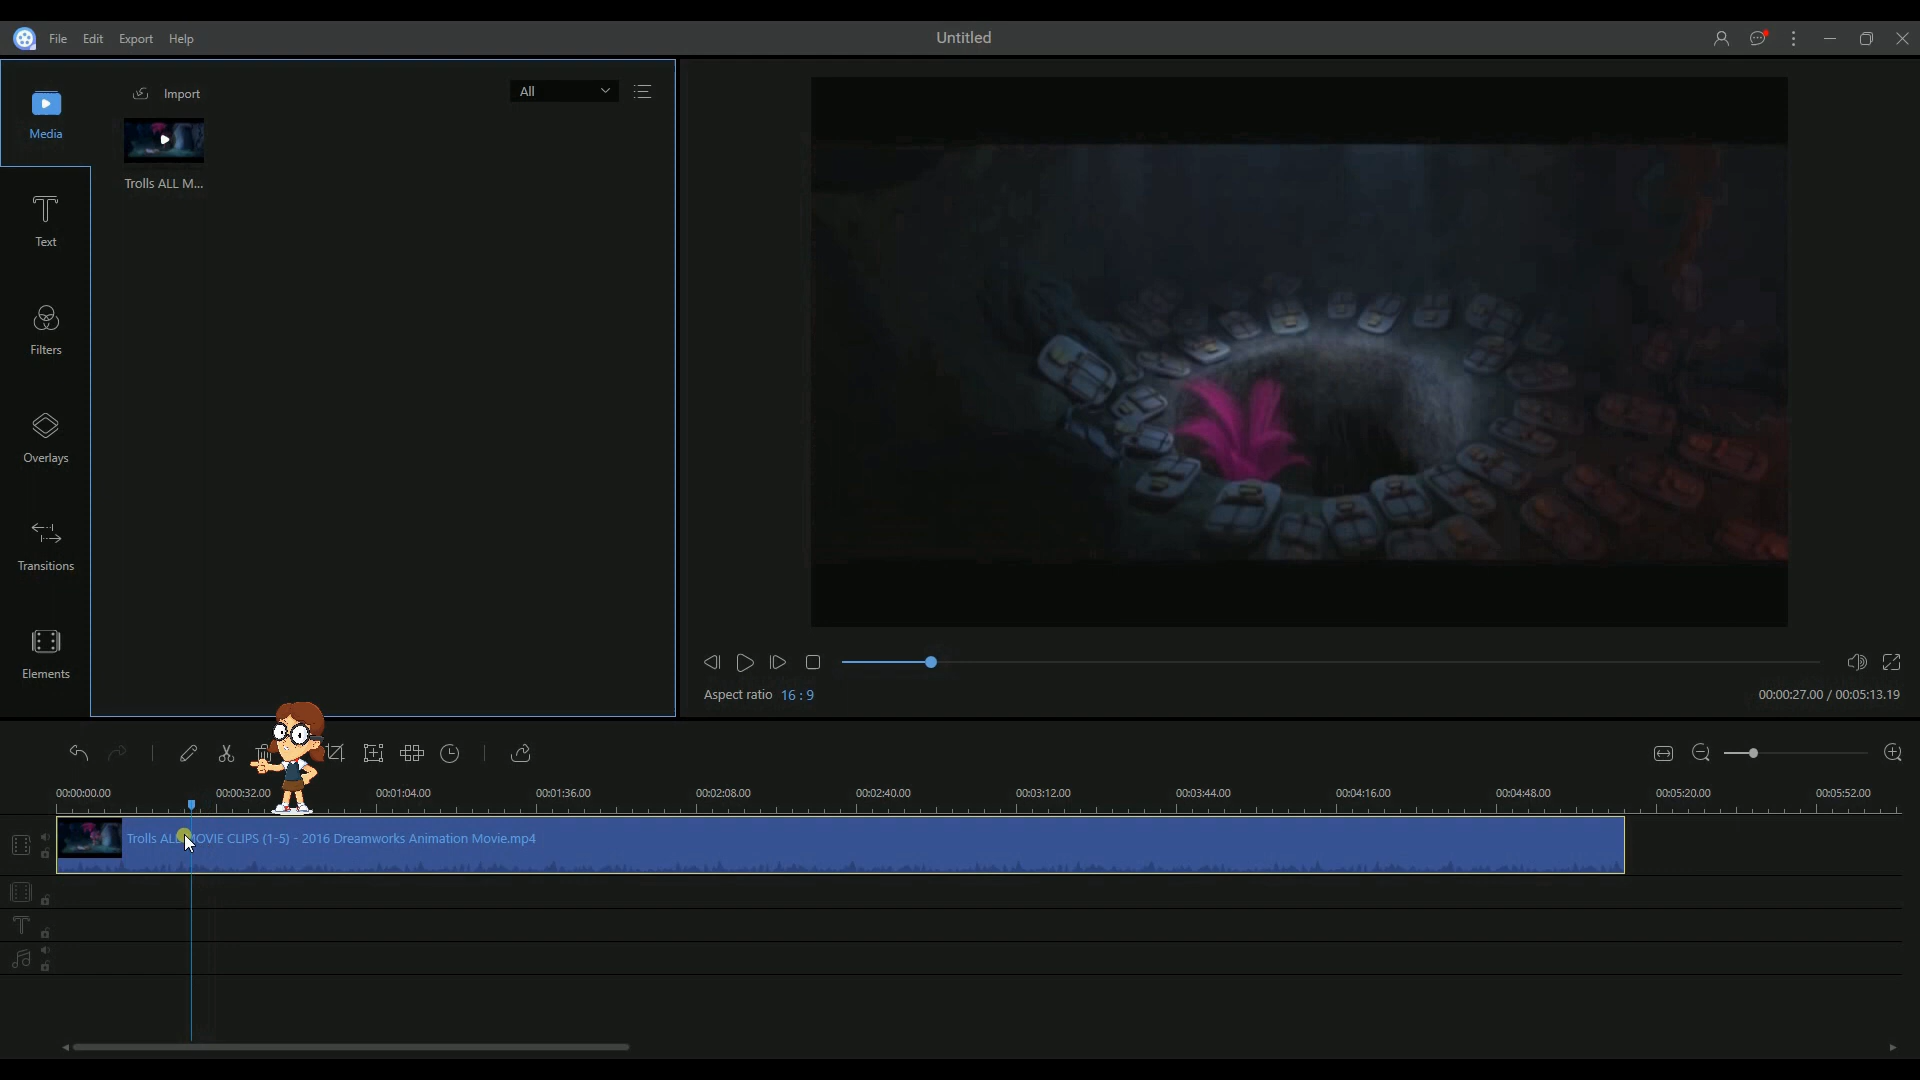 File Edit Export Help
Untitled
Media
Import
All
Trolls ALL M...
Text
Filters
Overlays
Transitions
Elements
Aspect ratio 16 : 9
00:00:27.00 / 00:05:13.19
00:00:00.00 00:00:32.00 00:01:04.00 00:01:36.00 00:02:08.00 00:02:40.00 00:03:12.00 00:03:44.00 00:04:16.00 00:04:48.00 00:05:20.00 00:05:52.00
Trolls ALL MOVIE CLIPS (1-5) - 2016 Dreamworks Animation Movie.mp4